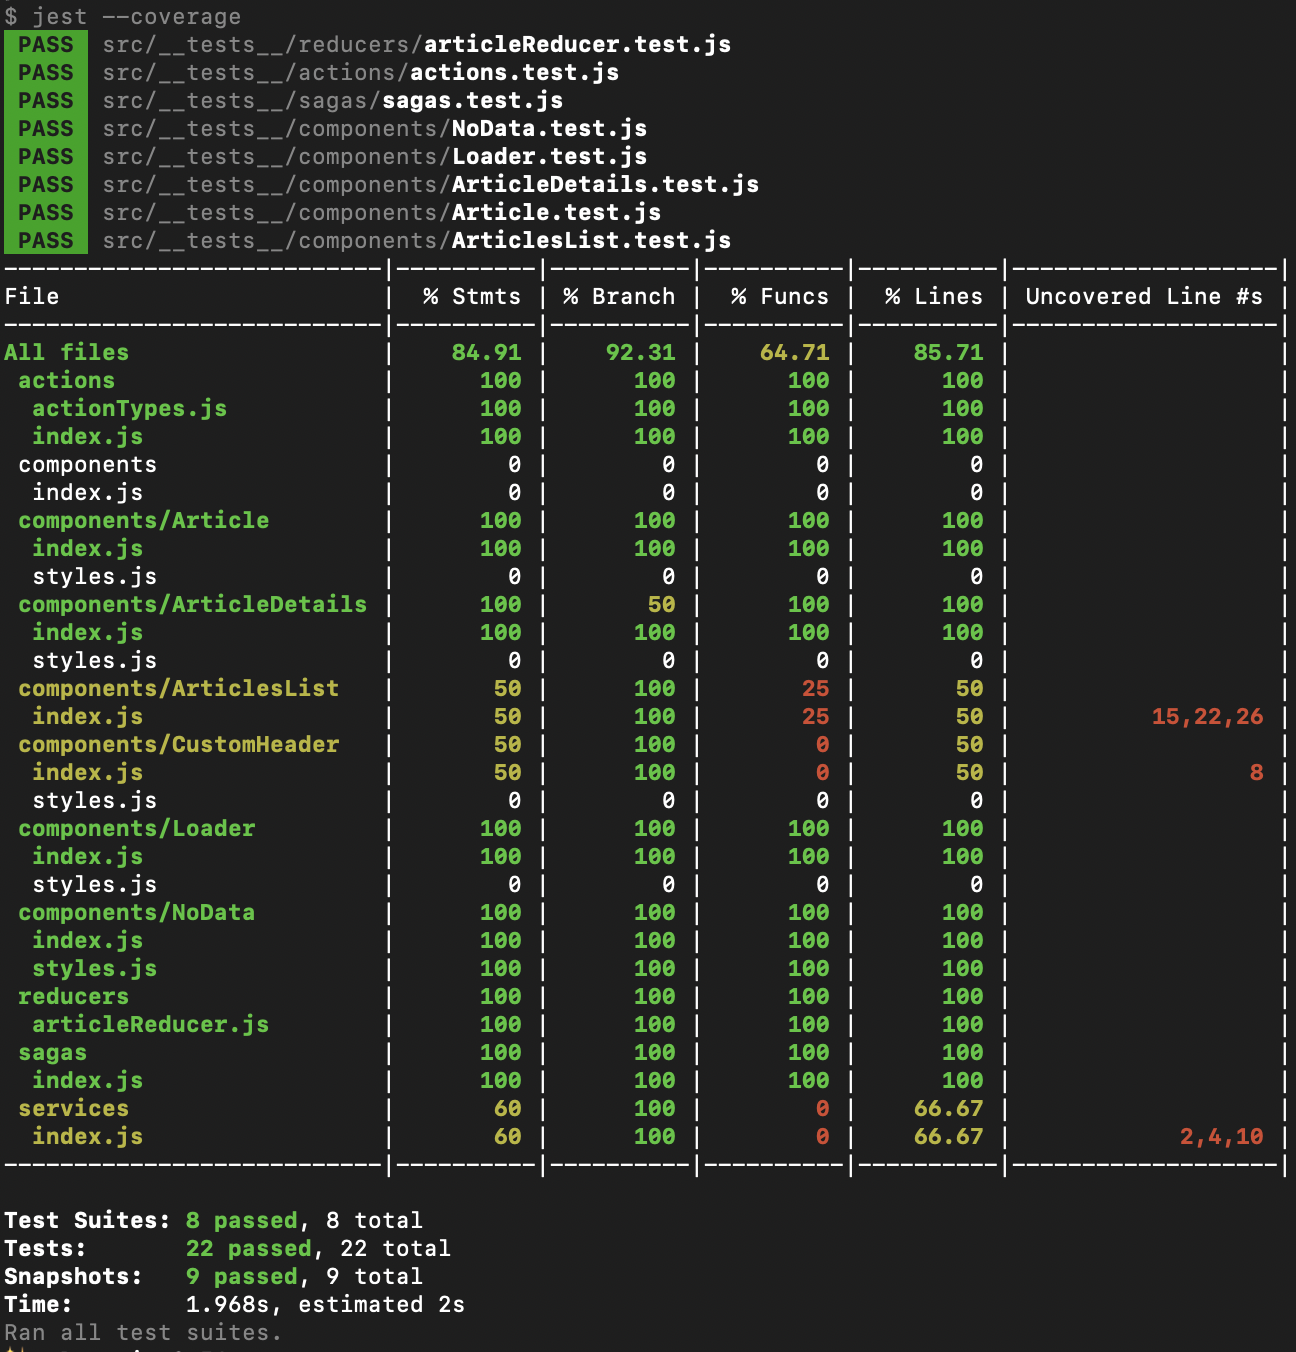 $ jest --coverage
PASS src/__tests__/reducers/articleReducer.test.js
PASS src/__tests__/actions/actions.test.js
PASS src/__tests__/sagas/sagas.test.js
PASS src/__tests__/components/NoData.test.js
PASS src/__tests__/components/Loader.test.js
PASS src/__tests__/components/ArticleDetails.test.js
PASS src/__tests__/components/Article.test.js
PASS src/__tests__/components/ArticlesList.test.js
---------------------------|----------|----------|----------|----------|-------------------|
File                       |  % Stmts | % Branch |  % Funcs |  % Lines | Uncovered Line #s |
---------------------------|----------|----------|----------|----------|-------------------|
All files                  |    84.91 |    92.31 |    64.71 |    85.71 |                   |
 actions                   |      100 |      100 |      100 |      100 |                   |
  actionTypes.js           |      100 |      100 |      100 |      100 |                   |
  index.js                 |      100 |      100 |      100 |      100 |                   |
 components                |        0 |        0 |        0 |        0 |                   |
  index.js                 |        0 |        0 |        0 |        0 |                   |
 components/Article        |      100 |      100 |      100 |      100 |                   |
  index.js                 |      100 |      100 |      100 |      100 |                   |
  styles.js                |        0 |        0 |        0 |        0 |                   |
 components/ArticleDetails |      100 |       50 |      100 |      100 |                   |
  index.js                 |      100 |      100 |      100 |      100 |                   |
  styles.js                |        0 |        0 |        0 |        0 |                   |
 components/ArticlesList   |       50 |      100 |       25 |       50 |                   |
  index.js                 |       50 |      100 |       25 |       50 |          15,22,26 |
 components/CustomHeader   |       50 |      100 |        0 |       50 |                   |
  index.js                 |       50 |      100 |        0 |       50 |                 8 |
  styles.js                |        0 |        0 |        0 |        0 |                   |
 components/Loader         |      100 |      100 |      100 |      100 |                   |
  index.js                 |      100 |      100 |      100 |      100 |                   |
  styles.js                |        0 |        0 |        0 |        0 |                   |
 components/NoData         |      100 |      100 |      100 |      100 |                   |
  index.js                 |      100 |      100 |      100 |      100 |                   |
  styles.js                |      100 |      100 |      100 |      100 |                   |
 reducers                  |      100 |      100 |      100 |      100 |                   |
  articleReducer.js        |      100 |      100 |      100 |      100 |                   |
 sagas                     |      100 |      100 |      100 |      100 |                   |
  index.js                 |      100 |      100 |      100 |      100 |                   |
 services                  |       60 |      100 |        0 |    66.67 |                   |
  index.js                 |       60 |      100 |        0 |    66.67 |            2,4,10 |
---------------------------|----------|----------|----------|----------|-------------------|
Test Suites: 8 passed, 8 total
Tests:       22 passed, 22 total
Snapshots:   9 passed, 9 total
Time:        1.968s, estimated 2s
Ran all test suites.